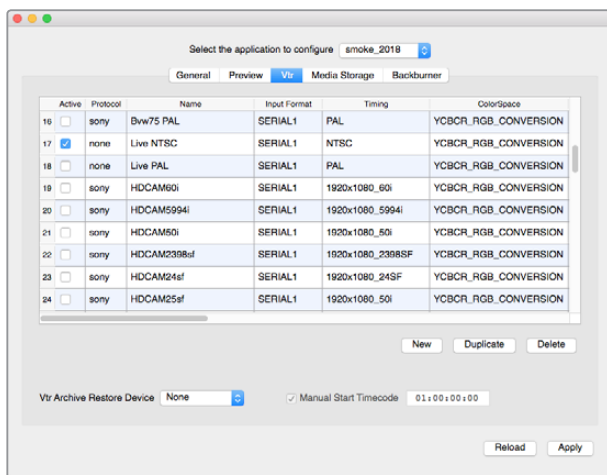 Select the application to configure smoke_2018
General Preview Vtr Media Storage Backburner
Active Protocol Name Input Format Timing ColorSpace
16 sony Bvw75 PAL SERIAL1 PAL YCBCR_RGB_CONVERSION
17 none Live NTSC SERIAL1 NTSC YCBCR_RGB_CONVERSION
18 none Live PAL SERIAL1 PAL YCBCR_RGB_CONVERSION
19 sony HDCAM60i SERIAL1 1920x1080_60i YCBCR_RGB_CONVERSION
20 sony HDCAM5994i SERIAL1 1920x1080_5994i YCBCR_RGB_CONVERSION
21 sony HDCAM50i SERIAL1 1920x1080_50i YCBCR_RGB_CONVERSION
22 sony HDCAM2398sf SERIAL1 1920x1080_2398SF YCBCR_RGB_CONVERSION
23 sony HDCAM24sf SERIAL1 1920x1080_24SF YCBCR_RGB_CONVERSION
24 sony HDCAM25sf SERIAL1 1920x1080_50i YCBCR_RGB_CONVERSION
New Duplicate Delete
Vtr Archive Restore Device None Manual Start Timecode 01:00:00:00
Reload Apply